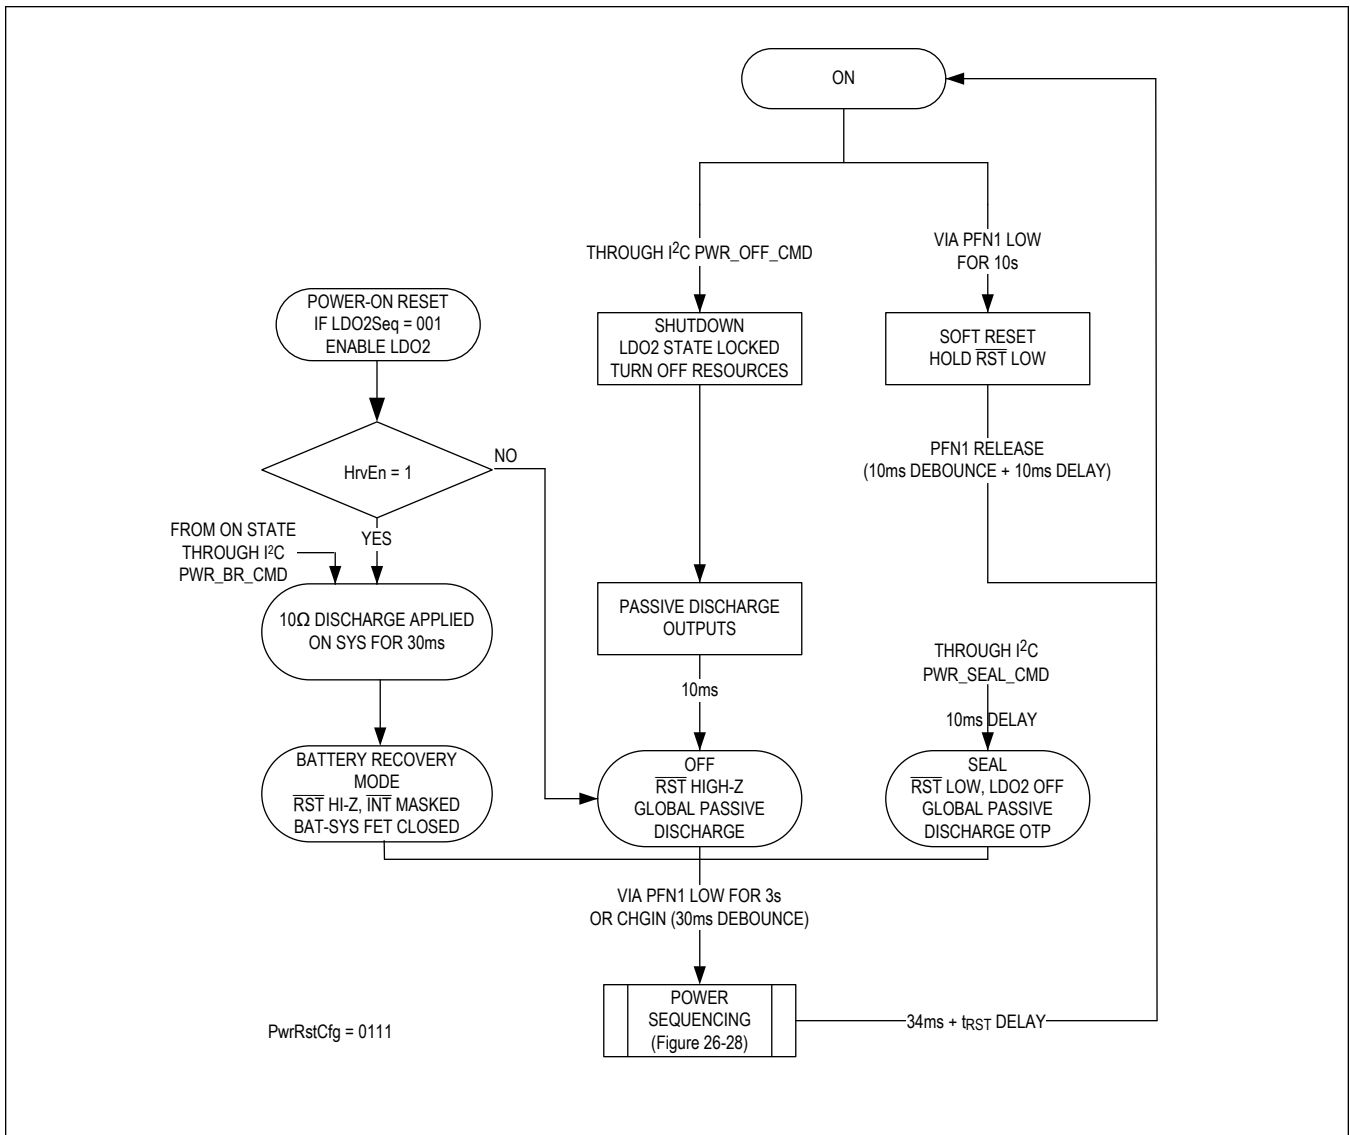 ON
THROUGH I²C PWR_OFF_CMD
VIA PFN1 LOW
FOR 10s
POWER-ON RESET
IF LDO2Seq = 001
ENABLE LDO2
SHUTDOWN
LDO2 STATE LOCKED
TURN OFF RESOURCES
SOFT RESET
HOLD R̅S̅T̅ LOW
HrvEn = 1
NO
YES
PFN1 RELEASE
(10ms DEBOUNCE + 10ms DELAY)
FROM ON STATE
THROUGH I²C
PWR_BR_CMD
10Ω DISCHARGE APPLIED
ON SYS FOR 30ms
PASSIVE DISCHARGE
OUTPUTS
THROUGH I²C
PWR_SEAL_CMD
10ms
10ms DELAY
BATTERY RECOVERY
MODE
R̅S̅T̅ HI-Z, I̅N̅T̅ MASKED
BAT-SYS FET CLOSED
OFF
R̅S̅T̅ HIGH-Z
GLOBAL PASSIVE
DISCHARGE
SEAL
R̅S̅T̅ LOW, LDO2 OFF
GLOBAL PASSIVE
DISCHARGE OTP
VIA PFN1 LOW FOR 3s
OR CHGIN (30ms DEBOUNCE)
POWER
SEQUENCING
(Figure 26-28)
34ms + tRST DELAY
PwrRstCfg = 0111